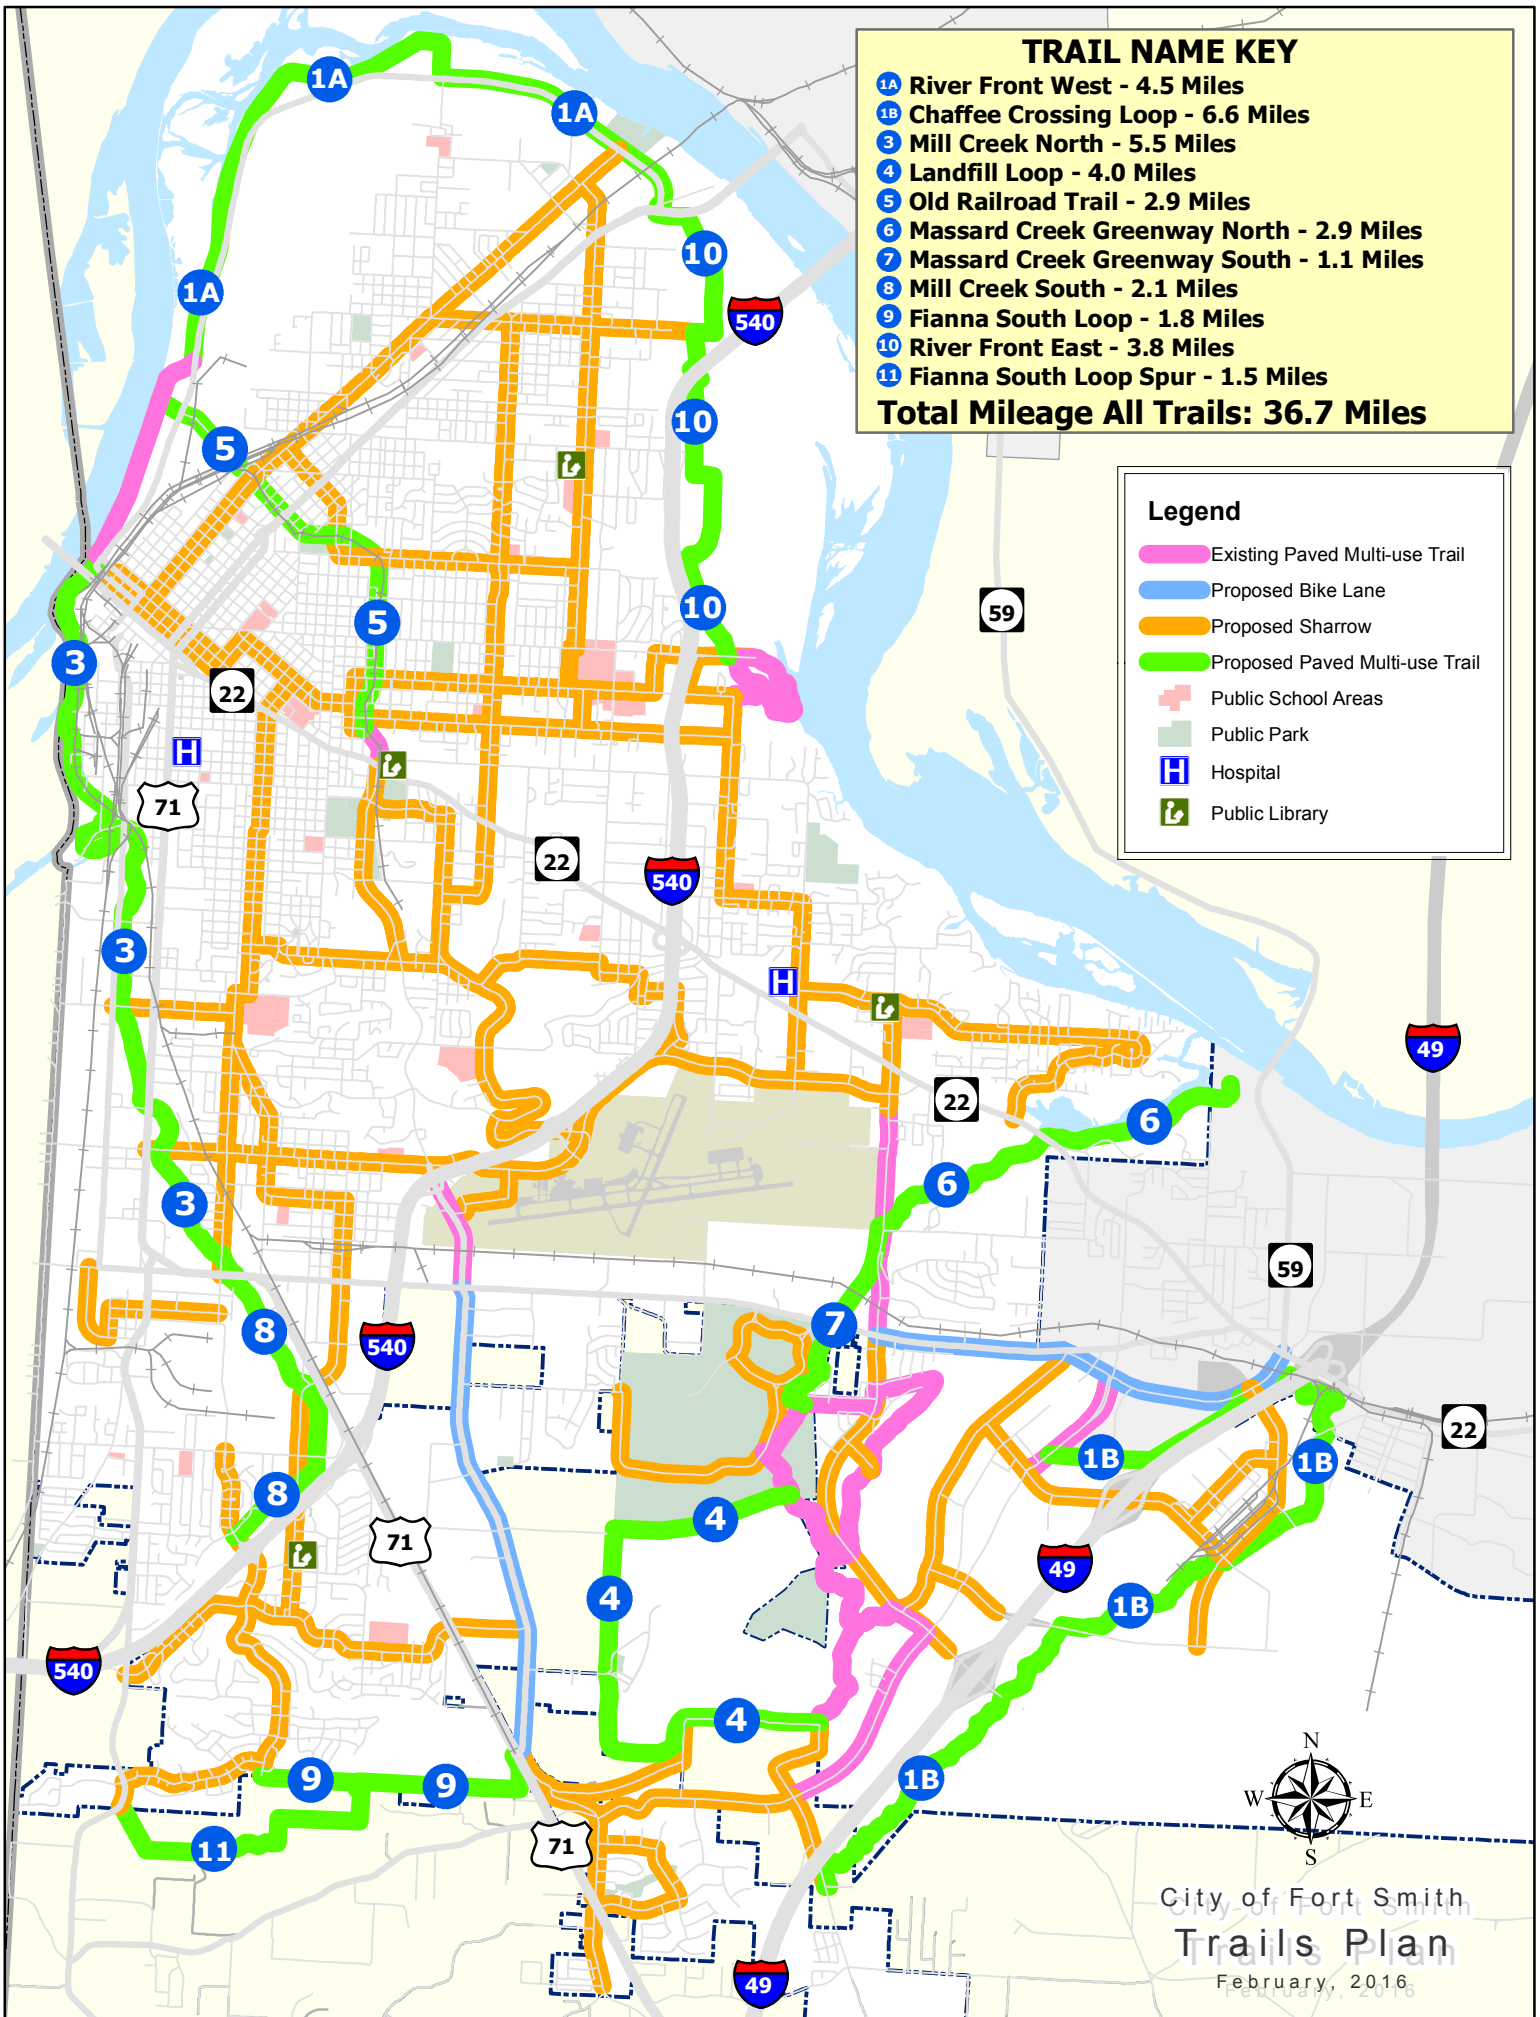 TRAIL NAME KEY
1A River Front West - 4.5 Miles
1B Chaffee Crossing Loop - 6.6 Miles
3 Mill Creek North - 5.5 Miles
4 Landfill Loop - 4.0 Miles
5 Old Railroad Trail - 2.9 Miles
6 Massard Creek Greenway North - 2.9 Miles
7 Massard Creek Greenway South - 1.1 Miles
8 Mill Creek South - 2.1 Miles
9 Fianna South Loop - 1.8 Miles
10 River Front East - 3.8 Miles
11 Fianna South Loop Spur - 1.5 Miles
Total Mileage All Trails: 36.7 Miles
Legend
Existing Paved Multi-use Trail
Proposed Bike Lane
Proposed Sharrow
Proposed Paved Multi-use Trail
Public School Areas
Public Park
H Hospital
Public Library
1A
1A
10
1A
540
10
5
10
59
5
3
22
H
71
22
540
3
H
49
22
6
6
3
59
7
8
540
22
1B
1B
8
4
71
49
4
1B
540
4
9
9
1B
11
71
49
N
W
E
S
City of Fort Smith
Trails Plan
February, 2016